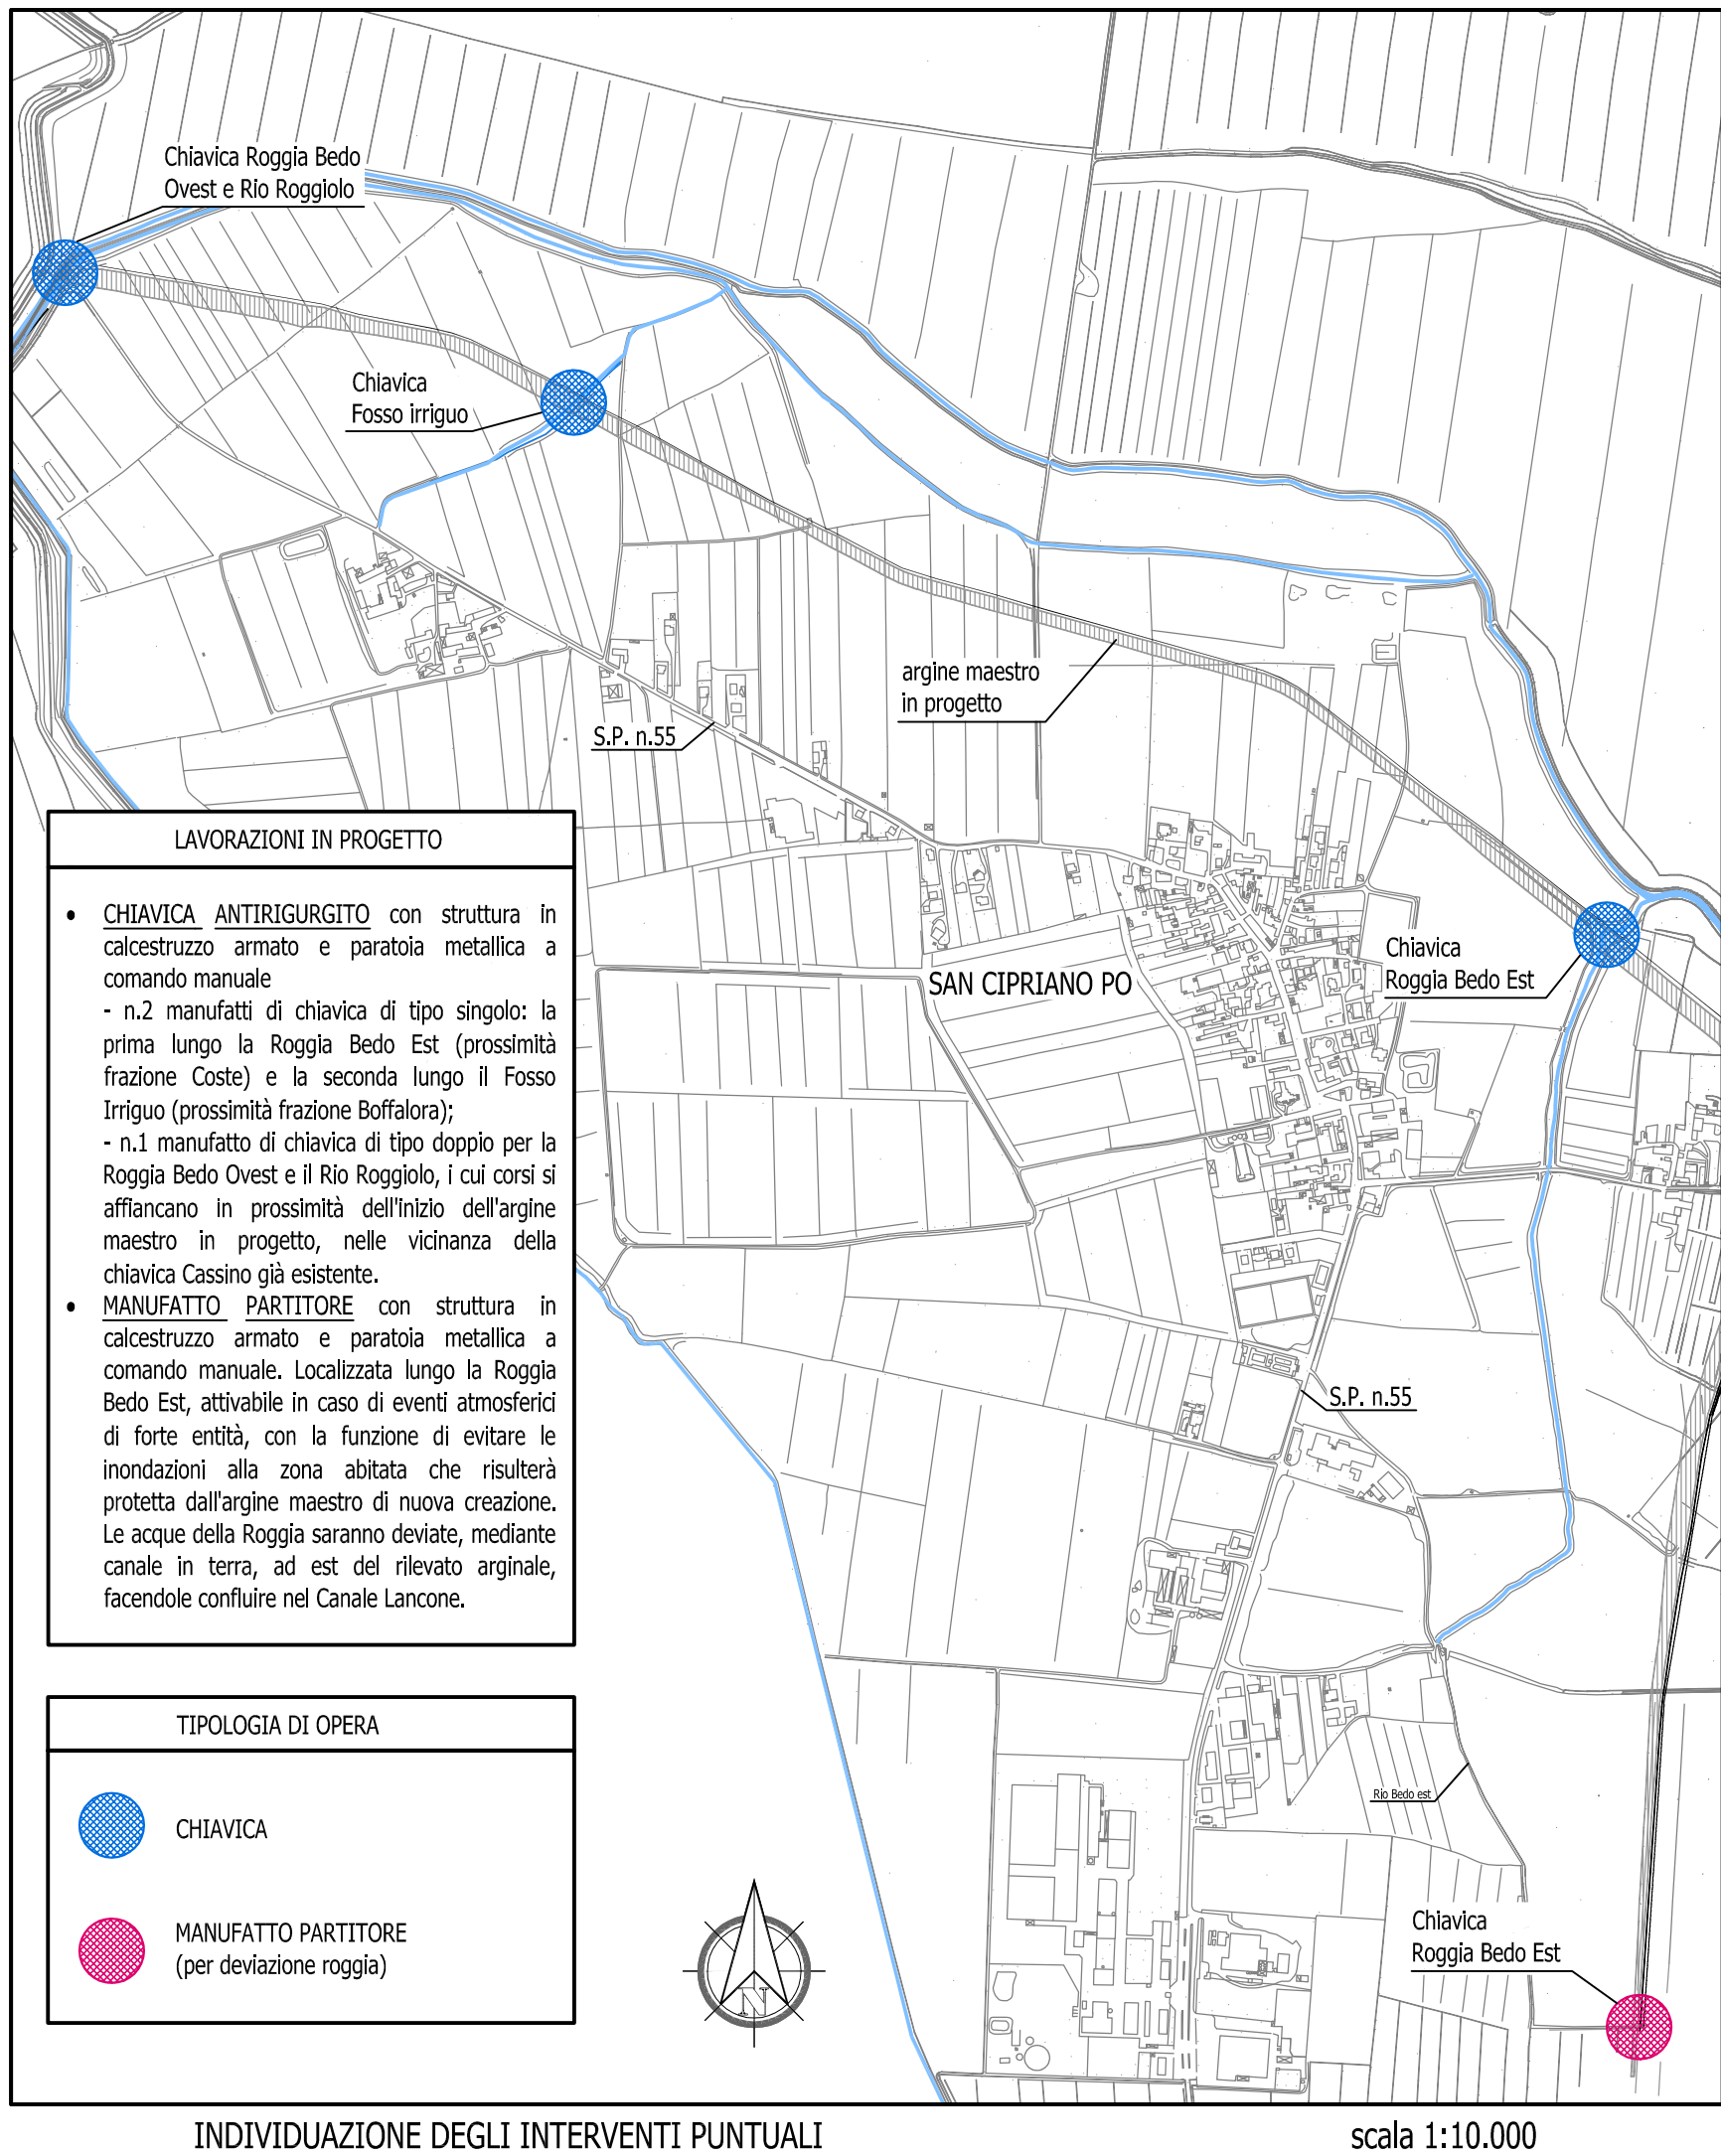 Chiavica Roggia Bedo
Ovest e Rio Roggiolo
Chiavica
Fosso irriguo
argine maestro
in progetto
S.P. n.55
LAVORAZIONI IN PROGETTO
• CHIAVICA ANTIRIGURGITO con struttura in
calcestruzzo armato e paratoia metallica a
comando manuale
- n.2 manufatti di chiavica di tipo singolo: la
prima lungo la Roggia Bedo Est (prossimità
frazione Coste) e la seconda lungo il Fosso
Irriguo (prossimità frazione Boffalora);
- n.1 manufatto di chiavica di tipo doppio per la
Roggia Bedo Ovest e il Rio Roggiolo, i cui corsi si
affiancano in prossimità dell'inizio dell'argine
maestro in progetto, nelle vicinanza della
chiavica Cassino già esistente.
• MANUFATTO PARTITORE con struttura in
calcestruzzo armato e paratoia metallica a
comando manuale. Localizzata lungo la Roggia
Bedo Est, attivabile in caso di eventi atmosferici
di forte entità, con la funzione di evitare le
inondazioni alla zona abitata che risulterà
protetta dall'argine maestro di nuova creazione.
Le acque della Roggia saranno deviate, mediante
canale in terra, ad est del rilevato arginale,
facendole confluire nel Canale Lancone.
SAN CIPRIANO PO
Chiavica
Roggia Bedo Est
S.P. n.55
TIPOLOGIA DI OPERA
CHIAVICA
MANUFATTO PARTITORE
(per deviazione roggia)
N
Rio Bedo est
Chiavica
Roggia Bedo Est
INDIVIDUAZIONE DEGLI INTERVENTI PUNTUALI
scala 1:10.000